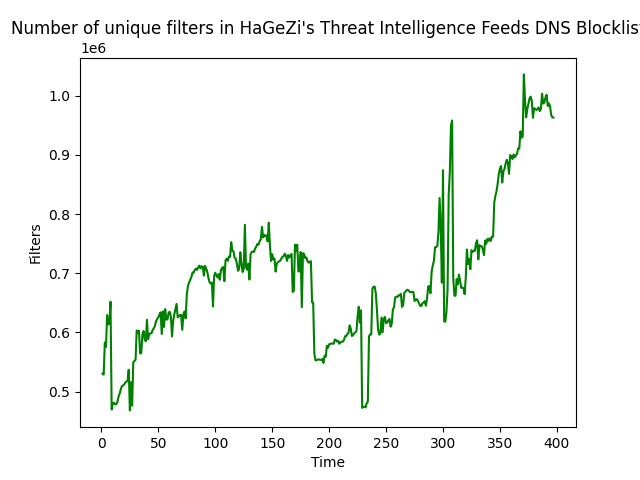 Number of unique filters in HaGeZi's Threat Intelligence Feeds DNS Blocklist
1e6
1.0
0.9
0.8
0.7
0.6
0.5
Filters
0 50 100 150 200 250 300 350 400
Time